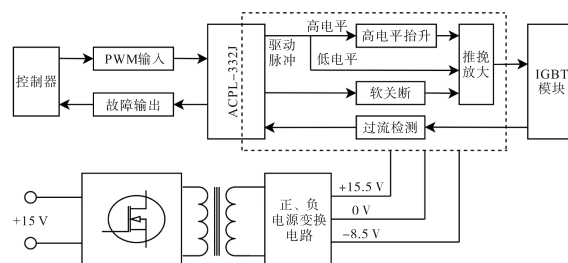 控制器
PWM输入
故障输出
ACPL-332J
驱动
脉冲
高电平
低电平
高电平抬升
软关断
过流检测
推挽
放大
IGBT
模块
+15 V
正、负
电源变换
电路
+15.5 V
0 V
-8.5 V